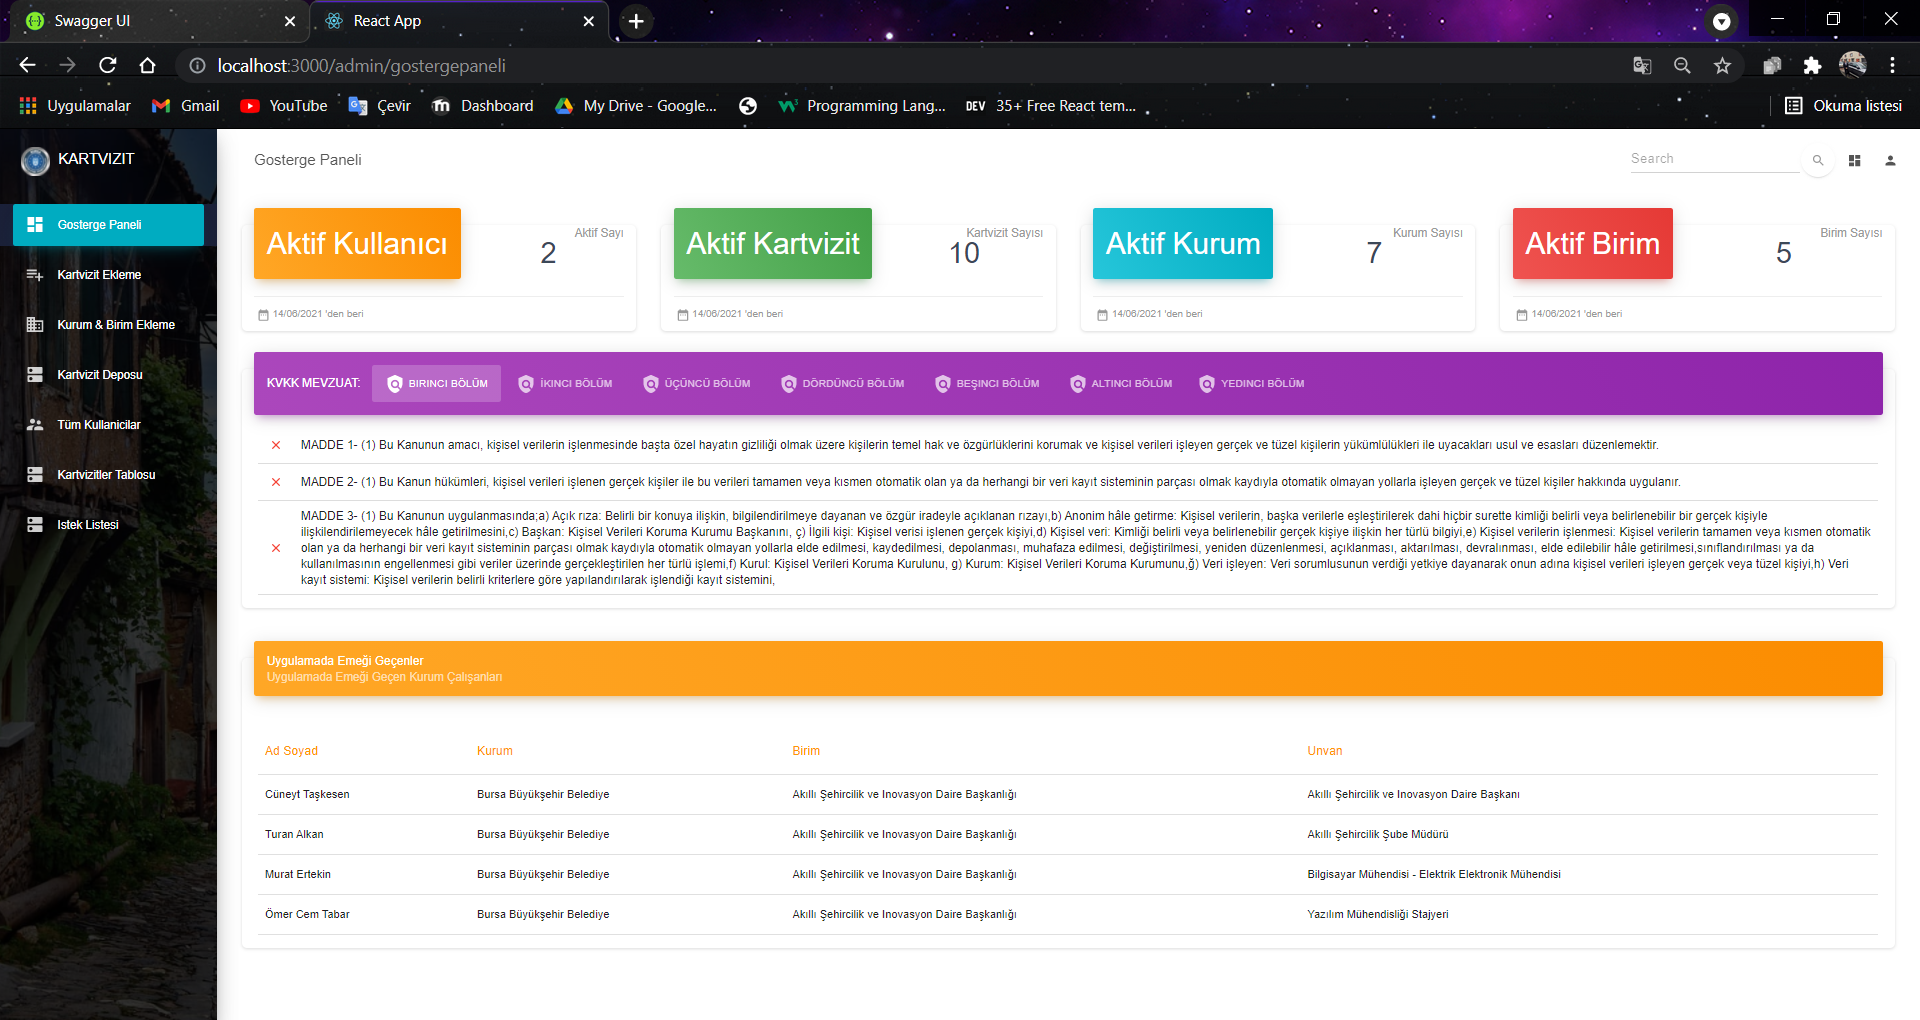 Swagger UI
React App
localhost:3000/admin/gostergepaneli
Uygulamalar
Gmail
YouTube
Çevir
Dashboard
My Drive - Google...
Programming Lang...
DEV 35+ Free React tem...
Okuma listesi
KARTVIZIT
Gosterge Paneli
Kartvizit Ekleme
Kurum & Birim Ekleme
Kartvizit Deposu
Tüm Kullanicilar
Kartvizitler Tablosu
Istek Listesi
Gosterge Paneli
Search
Aktif Kullanıcı
Aktif Sayı
2
14/06/2021 'den beri
Aktif Kartvizit
Kartvizit Sayısı
10
14/06/2021 'den beri
Aktif Kurum
Kurum Sayısı
7
14/06/2021 'den beri
Aktif Birim
Birim Sayısı
5
14/06/2021 'den beri
KVKK MEVZUAT:
BIRINCI BÖLÜM
İKINCI BÖLÜM
ÜÇÜNCÜ BÖLÜM
DÖRDÜNCÜ BÖLÜM
BEŞINCI BÖLÜM
ALTINCI BÖLÜM
YEDINCI BÖLÜM
MADDE 1- (1) Bu Kanunun amacı, kişisel verilerin işlenmesinde başta özel hayatın gizliliği olmak üzere kişilerin temel hak ve özgürlüklerini korumak ve kişisel verileri işleyen gerçek ve tüzel kişilerin yükümlülükleri ile uyacakları usul ve esasları düzenlemektir.
MADDE 2- (1) Bu Kanun hükümleri, kişisel verileri işlenen gerçek kişiler ile bu verileri tamamen veya kısmen otomatik olan ya da herhangi bir veri kayıt sisteminin parçası olmak kaydıyla otomatik olmayan yollarla işleyen gerçek ve tüzel kişiler hakkında uygulanır.
MADDE 3- (1) Bu Kanunun uygulanmasında;a) Açık rıza: Belirli bir konuya ilişkin, bilgilendirilmeye dayanan ve özgür iradeyle açıklanan rızayı,b) Anonim hâle getirme: Kişisel verilerin, başka verilerle eşleştirilerek dahi hiçbir surette kimliği belirli veya belirlenebilir bir gerçek kişiyle
ilişkilendirilemeyecek hâle getirilmesini,c) Başkan: Kişisel Verileri Koruma Kurumu Başkanını, ç) İlgili kişi: Kişisel verisi işlenen gerçek kişiyi,d) Kişisel veri: Kimliği belirli veya belirlenebilir gerçek kişiye ilişkin her türlü bilgiyi,e) Kişisel verilerin işlenmesi: Kişisel verilerin tamamen veya kısmen otomatik
olan ya da herhangi bir veri kayıt sisteminin parçası olmak kaydıyla otomatik olmayan yollarla elde edilmesi, kaydedilmesi, depolanması, muhafaza edilmesi, değiştirilmesi, yeniden düzenlenmesi, açıklanması, aktarılması, devralınması, elde edilebilir hâle getirilmesi,sınıflandırılması ya da
kullanılmasının engellenmesi gibi veriler üzerinde gerçekleştirilen her türlü işlemi,f) Kurul: Kişisel Verileri Koruma Kurulunu, g) Kurum: Kişisel Verileri Koruma Kurumunu,ğ) Veri işleyen: Veri sorumlusunun verdiği yetkiye dayanarak onun adına kişisel verileri işleyen gerçek veya tüzel kişiyi,h) Veri
kayıt sistemi: Kişisel verilerin belirli kriterlere göre yapılandırılarak işlendiği kayıt sistemini,
Uygulamada Emeği Geçenler
Uygulamada Emeği Geçen Kurum Çalışanları
Ad Soyad Kurum Birim Unvan
Cüneyt Taşkesen Bursa Büyükşehir Belediye Akıllı Şehircilik ve Inovasyon Daire Başkanlığı Akıllı Şehircilik ve Inovasyon Daire Başkanı
Turan Alkan Bursa Büyükşehir Belediye Akıllı Şehircilik ve Inovasyon Daire Başkanlığı Akıllı Şehircilik Şube Müdürü
Murat Ertekin Bursa Büyükşehir Belediye Akıllı Şehircilik ve Inovasyon Daire Başkanlığı Bilgisayar Mühendisi - Elektrik Elektronik Mühendisi
Ömer Cem Tabar Bursa Büyükşehir Belediye Akıllı Şehircilik ve Inovasyon Daire Başkanlığı Yazılım Mühendisliği Stajyeri